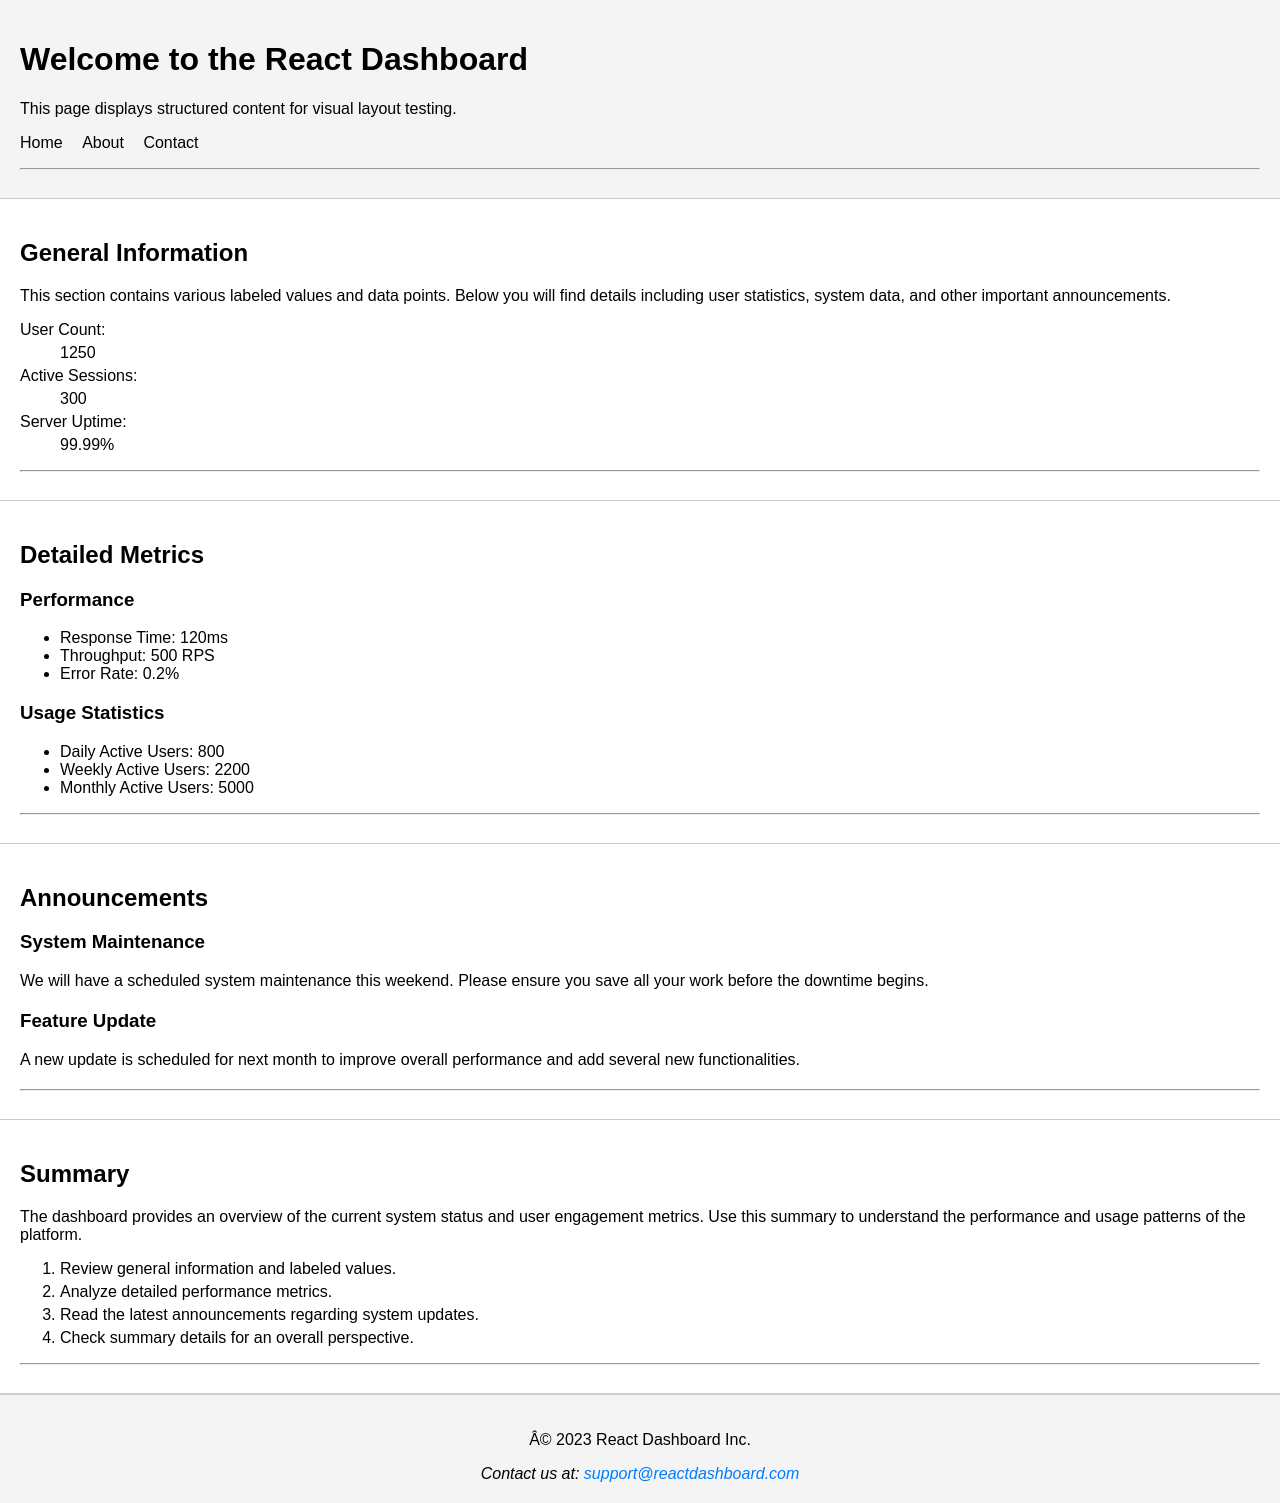 Welcome to the React Dashboard
This page displays structured content for visual layout testing.
Home About Contact
General Information
This section contains various labeled values and data points. Below you will find details including user statistics, system data, and other important announcements.
User Count:
1250
Active Sessions:
300
Server Uptime:
99.99%
Detailed Metrics
Performance
• Response Time: 120ms
• Throughput: 500 RPS
• Error Rate: 0.2%
Usage Statistics
• Daily Active Users: 800
• Weekly Active Users: 2200
• Monthly Active Users: 5000
Announcements
System Maintenance
We will have a scheduled system maintenance this weekend. Please ensure you save all your work before the downtime begins.
Feature Update
A new update is scheduled for next month to improve overall performance and add several new functionalities.
Summary
The dashboard provides an overview of the current system status and user engagement metrics. Use this summary to understand the performance and usage patterns of the
platform.
1. Review general information and labeled values.
2. Analyze detailed performance metrics.
3. Read the latest announcements regarding system updates.
4. Check summary details for an overall perspective.
Â© 2023 React Dashboard Inc.
Contact us at: support@reactdashboard.com